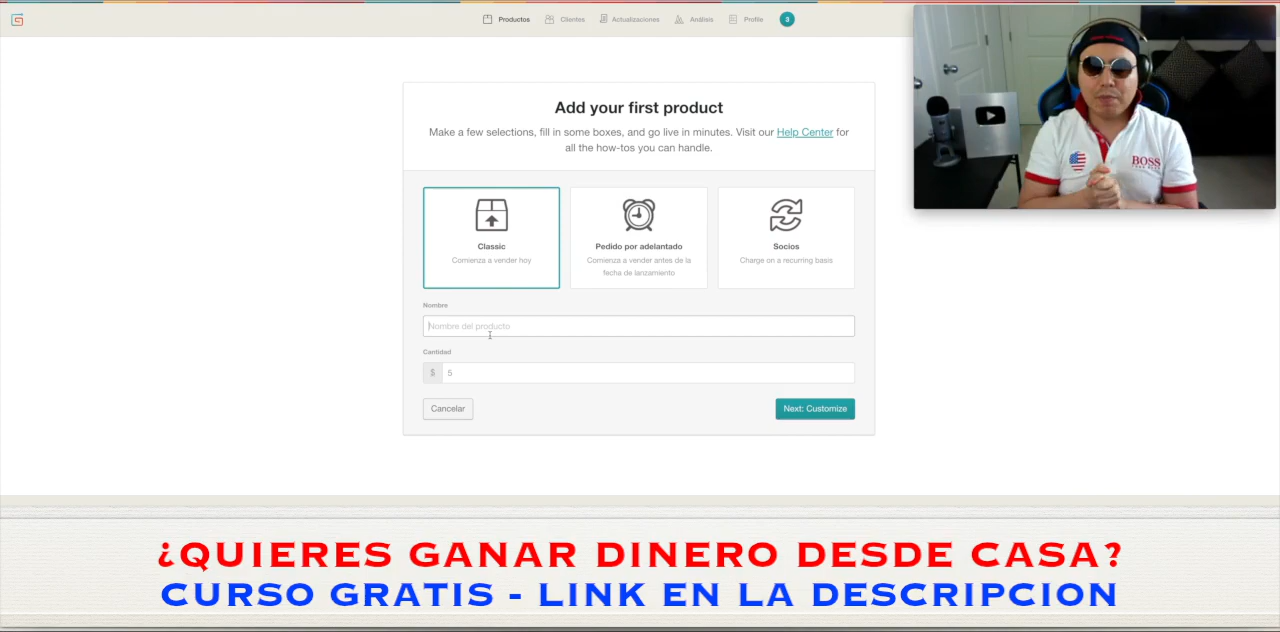 Productos
Clientes
Actualizaciones
Análisis
Profile
3
Add your first product
Make a few selections, fill in some boxes, and go live in minutes. Visit our Help Center for
all the how-tos you can handle.
Classic
Comienza a vender hoy
Pedido por adelantado
Comienza a vender antes de la
fecha de lanzamiento
Socios
Charge on a recurring basis
Nombre
Nombre del producto
Cantidad
$ 5
Cancelar
Next: Customize
BOSS
¿QUIERES GANAR DINERO DESDE CASA?
CURSO GRATIS - LINK EN LA DESCRIPCION